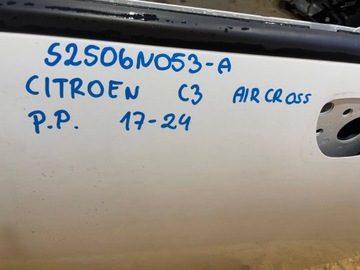 S2506N053-A
CITROEN C3 AIRCROSS
P.P. 17-24